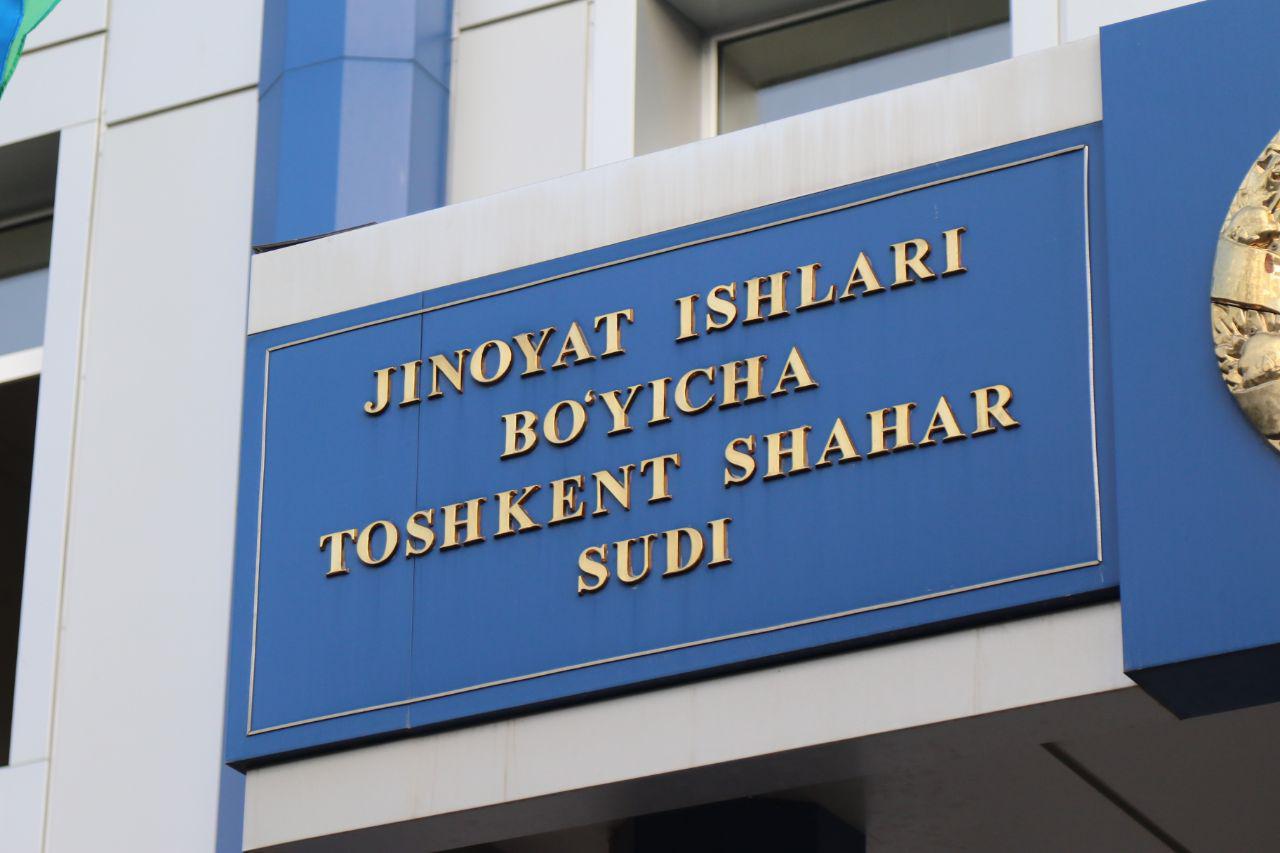 JINOYAT ISHLARI
BO‘YICHA
TOSHKENT SHAHAR
SUDI